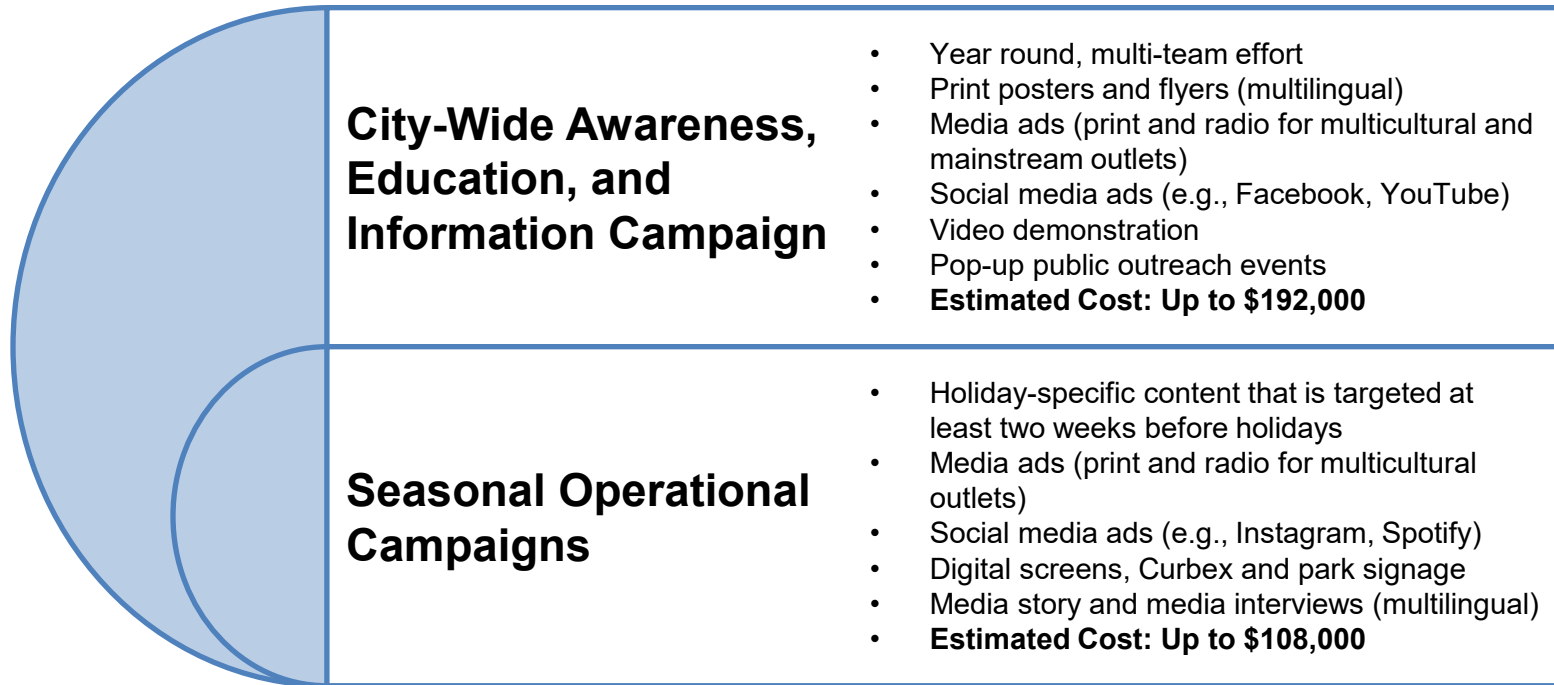 City-Wide Awareness,
Education, and
Information Campaign
• Year round, multi-team effort
• Print posters and flyers (multilingual)
• Media ads (print and radio for multicultural and
mainstream outlets)
• Social media ads (e.g., Facebook, YouTube)
• Video demonstration
• Pop-up public outreach events
• Estimated Cost: Up to $192,000
Seasonal Operational
Campaigns
• Holiday-specific content that is targeted at
least two weeks before holidays
• Media ads (print and radio for multicultural
outlets)
• Social media ads (e.g., Instagram, Spotify)
• Digital screens, Curbex and park signage
• Media story and media interviews (multilingual)
• Estimated Cost: Up to $108,000